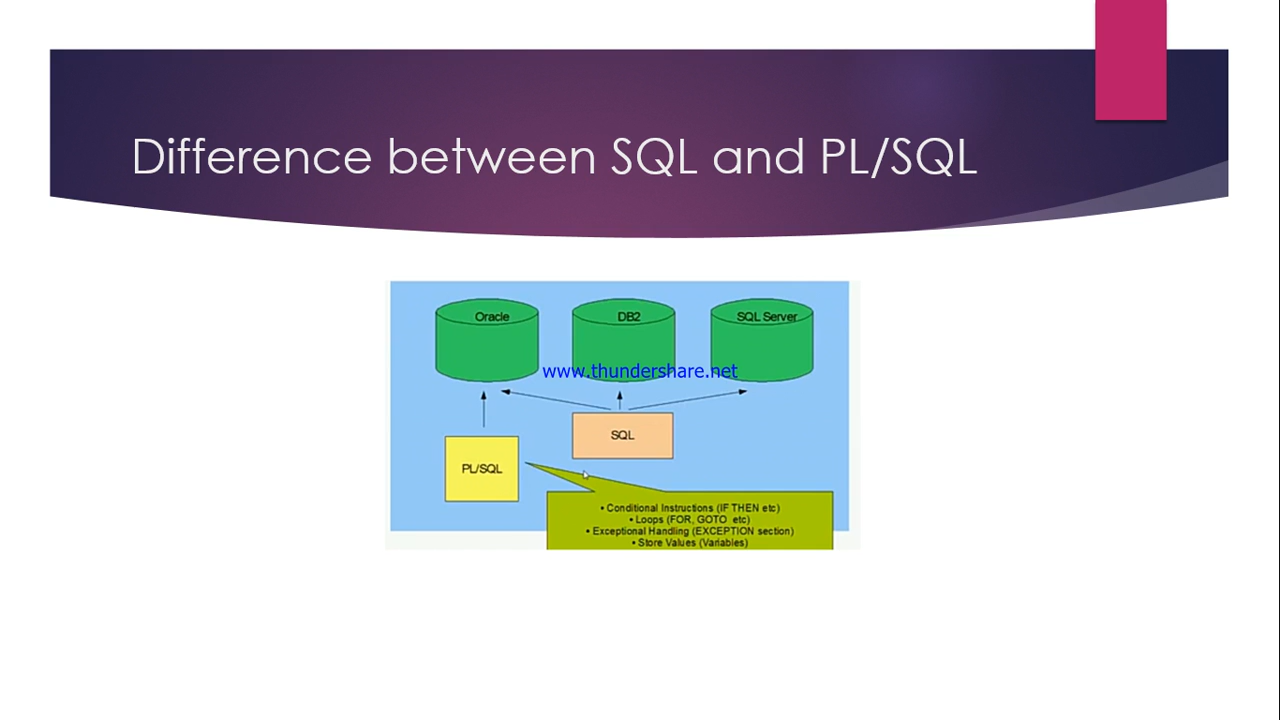 Difference between SQL and PL/SQL
Oracle
DB2
SQL Server
www.thundershare.net
SQL
PL/SQL
• Conditional Instructions (IF THEN etc)
• Loops (FOR, GOTO etc)
• Exceptional Handling (EXCEPTION section)
• Store Values (Variables)